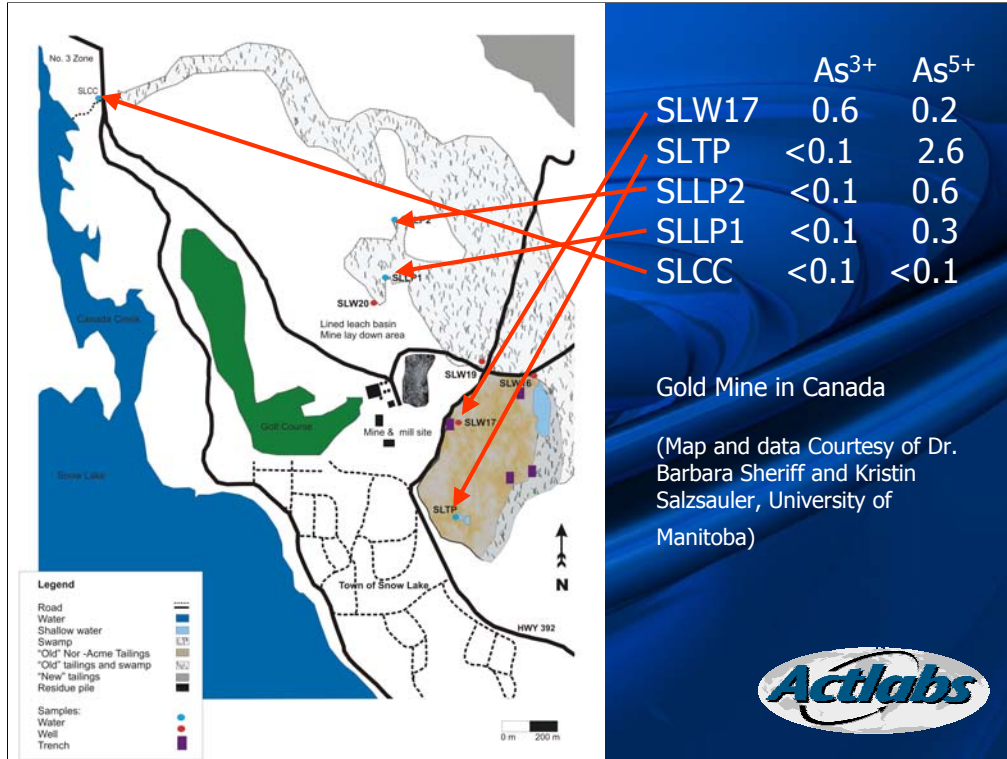 No. 3 Zone
SLCC
SLLP2
SLLP1
SLW20
Lined leach basin
Mine lay down area
SLW19
SLW16
SLW17
Mine & mill site
Canada Creek
Golf Course
Snow Lake
SLTP
Town of Snow Lake
N
HWY 392
Legend
Road
Water
Shallow water
Swamp
"Old" Nor -Acme Tailings
"Old" tailings and swamp
"New" tailings
Residue pile
Samples:
Water
Well
Trench
0 m 200 m
As³⁺ As⁵⁺
SLW17 0.6 0.2
SLTP <0.1 2.6
SLLP2 <0.1 0.6
SLLP1 <0.1 0.3
SLCC <0.1 <0.1
Gold Mine in Canada
(Map and data Courtesy of Dr.
Barbara Sheriff and Kristin
Salzsauler, University of
Manitoba)
Actlabs